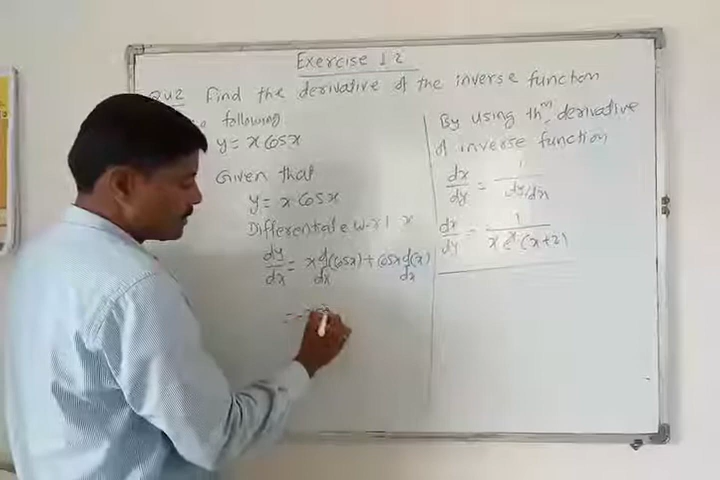 Exercise 1.2
Qu2 Find the derivative of the inverse function
following
y = x cos x
Given that
y = x cos x
Differentiate w.r.t x
dy/dx = x d/dx (cos x) + cos x d/dx (x)
= - x
By using thm, derivative
of inverse function
dx/dy = 1/(dy/dx)
dx/dy = 1/(x e^x (x+2))